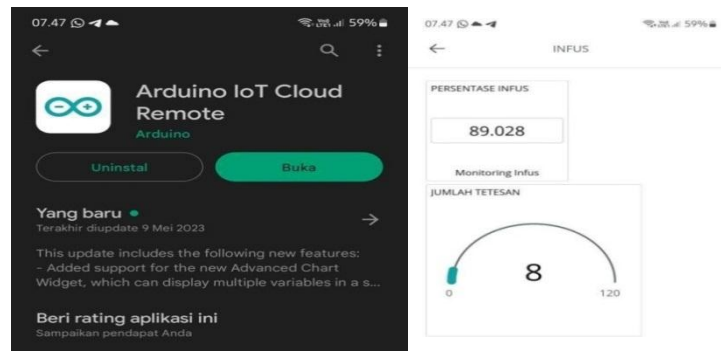 07.47 59%
Arduino IoT Cloud
Remote
Arduino
Uninstal Buka
Yang baru
Terakhir diupdate 9 Mei 2023
This update includes the following new features:
- Added support for the new Advanced Chart
Widget, which can display multiple variables in a s...
Beri rating aplikasi ini
Sampaikan pendapat Anda
07.47 59%
INFUS
PERSENTASE INFUS
89.028
Monitoring Infus
JUMLAH TETESAN
8
0 120